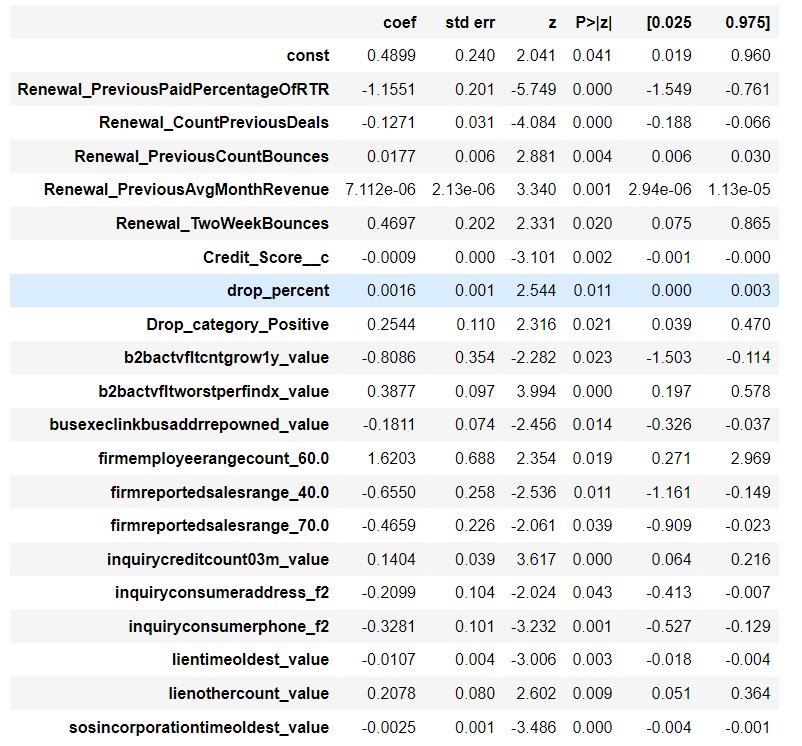 coef std err z P>|z| [0.025 0.975]
const 0.4899 0.240 2.041 0.041 0.019 0.960
Renewal_PreviousPaidPercentageOfRTR -1.1551 0.201 -5.749 0.000 -1.549 -0.761
Renewal_CountPreviousDeals -0.1271 0.031 -4.084 0.000 -0.188 -0.066
Renewal_PreviousCountBounces 0.0177 0.006 2.881 0.004 0.006 0.030
Renewal_PreviousAvgMonthRevenue 7.112e-06 2.13e-06 3.340 0.001 2.94e-06 1.13e-05
Renewal_TwoWeekBounces 0.4697 0.202 2.331 0.020 0.075 0.865
Credit_Score__c -0.0009 0.000 -3.101 0.002 -0.001 -0.000
drop_percent 0.0016 0.001 2.544 0.011 0.000 0.003
Drop_category_Positive 0.2544 0.110 2.316 0.021 0.039 0.470
b2bactvfltcntgrow1y_value -0.8086 0.354 -2.282 0.023 -1.503 -0.114
b2bactvfltworstperfindx_value 0.3877 0.097 3.994 0.000 0.197 0.578
busexeclinkbusaddrrepowned_value -0.1811 0.074 -2.456 0.014 -0.326 -0.037
firmemployeerangecount_60.0 1.6203 0.688 2.354 0.019 0.271 2.969
firmreportedsalesrange_40.0 -0.6550 0.258 -2.536 0.011 -1.161 -0.149
firmreportedsalesrange_70.0 -0.4659 0.226 -2.061 0.039 -0.909 -0.023
inquirycreditcount03m_value 0.1404 0.039 3.617 0.000 0.064 0.216
inquiryconsumeraddress_f2 -0.2099 0.104 -2.024 0.043 -0.413 -0.007
inquiryconsumerphone_f2 -0.3281 0.101 -3.232 0.001 -0.527 -0.129
lientimeoldest_value -0.0107 0.004 -3.006 0.003 -0.018 -0.004
lienothercount_value 0.2078 0.080 2.602 0.009 0.051 0.364
sosincorporationtimeoldest_value -0.0025 0.001 -3.486 0.000 -0.004 -0.001